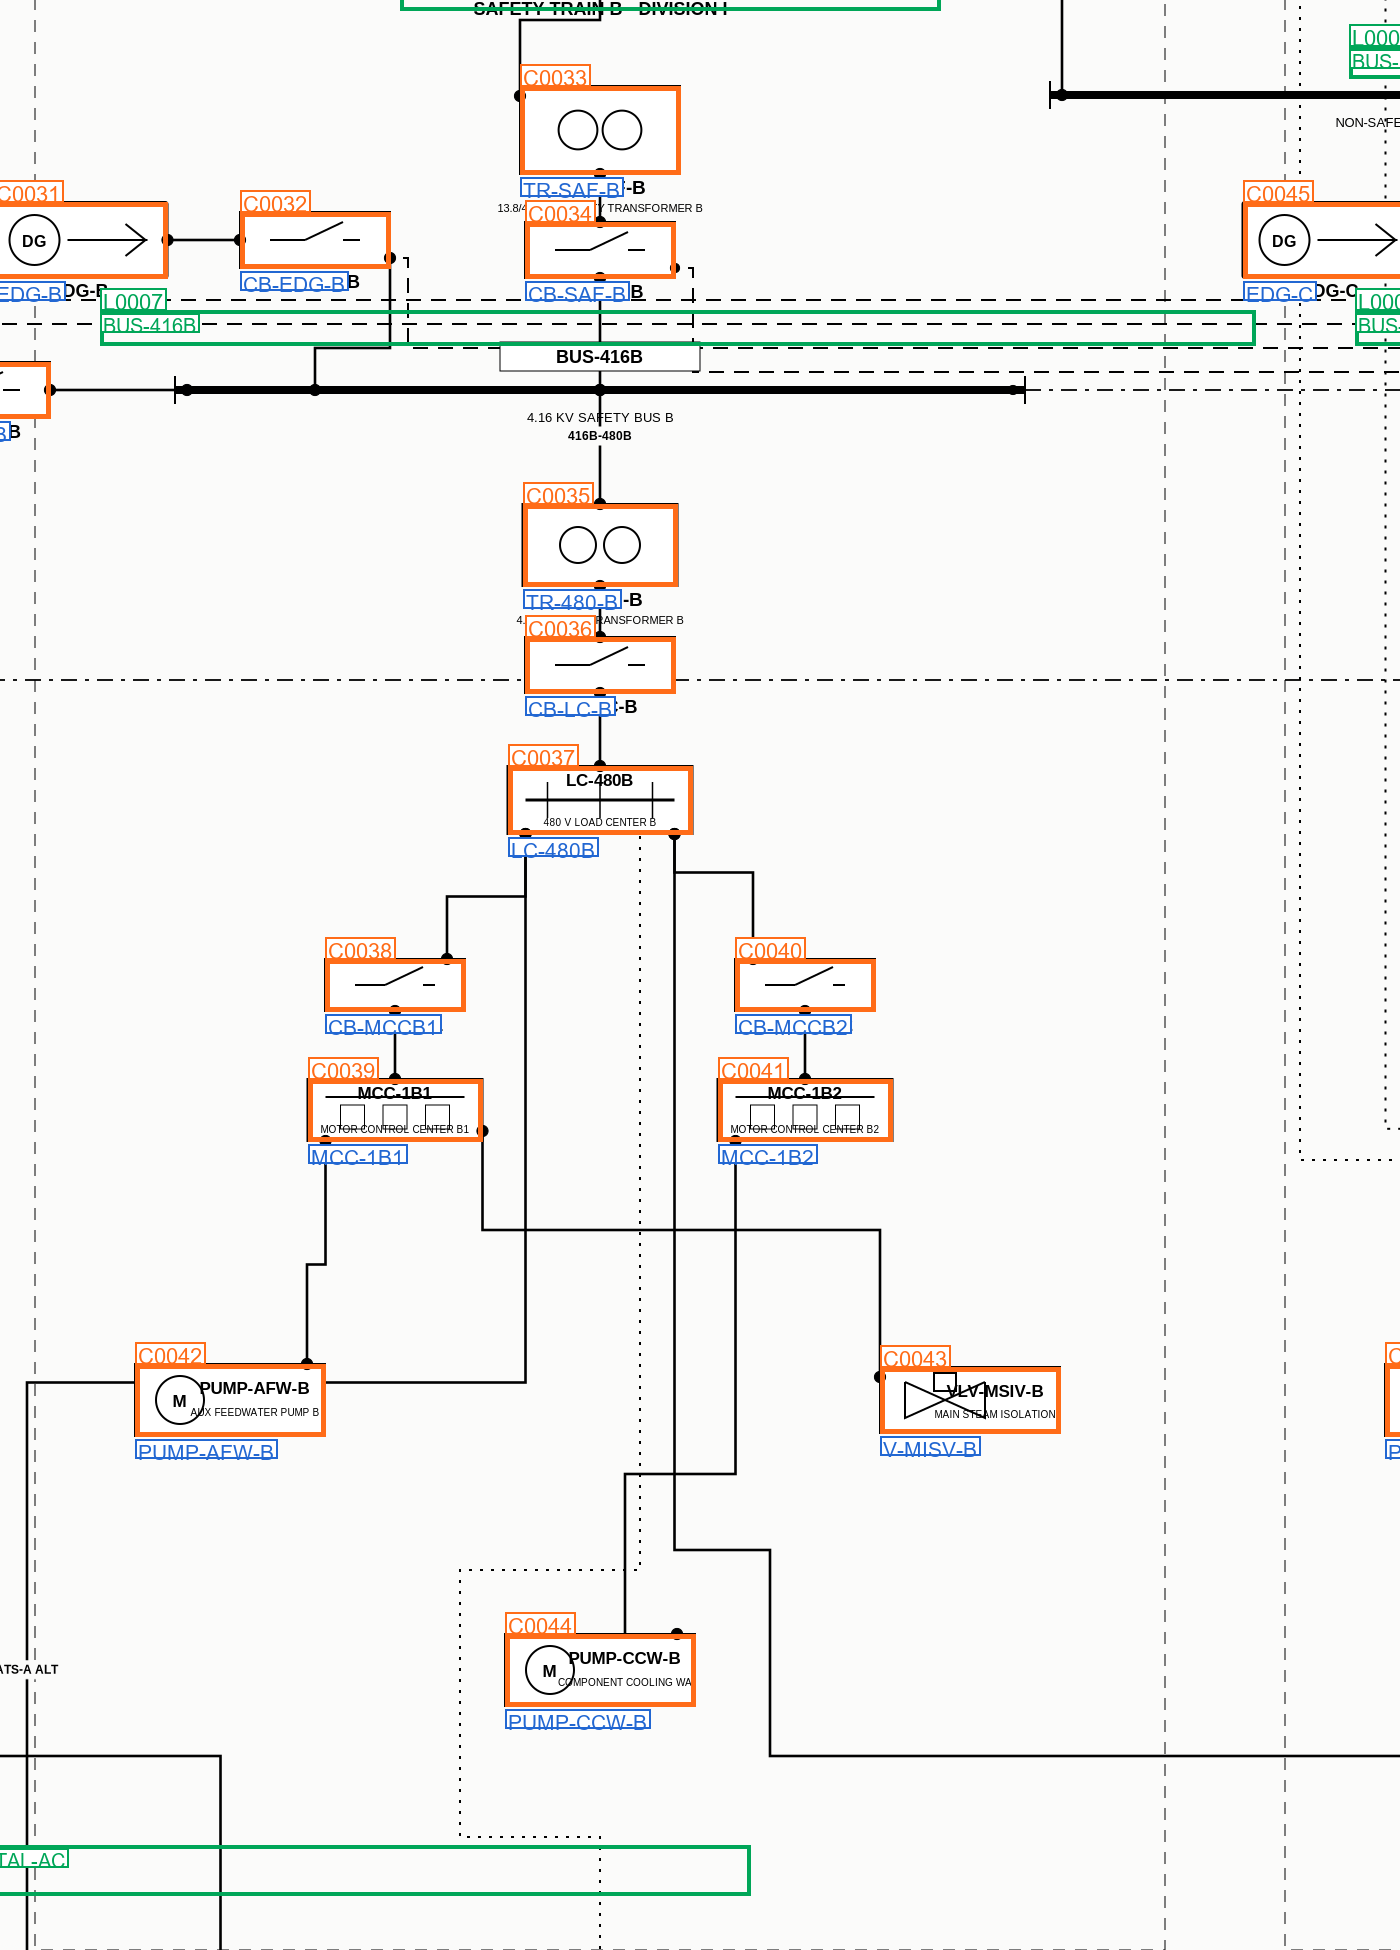 SAFETY TRAIN B - DIVISION I
L000
BUS-
C0033
NON-SAFE
TR-SAF-B
-B
C0031
C0032
13.8/4
Y TRANSFORMER B
C0034
C0045
DG
DG
EDG-B
DG-B
CB-EDG-B
B
CB-SAF-B
B
EDG-C
DG-C
L0007
BUS-416B
L000
BUS-
BUS-416B
4.16 KV SAFETY BUS B
416B-480B
B
B
C0035
TR-480-B
-B
4.
RANSFORMER B
C0036
CB-LC-B
-B
C0037
LC-480B
480 V LOAD CENTER B
LC-480B
C0038
C0040
CB-MCCB1
CB-MCCB2
C0039
C0041
MCC-1B1
MCC-1B2
MOTOR CONTROL CENTER B1
MOTOR CONTROL CENTER B2
MCC-1B1
MCC-1B2
C0042
C0043
C
M
PUMP-AFW-B
AUX FEEDWATER PUMP B
VLV-MSIV-B
MAIN STEAM ISOLATION
PUMP-AFW-B
V-MISV-B
P
C0044
M
PUMP-CCW-B
COMPONENT COOLING WA
PUMP-CCW-B
ATS-A ALT
TAL-AC